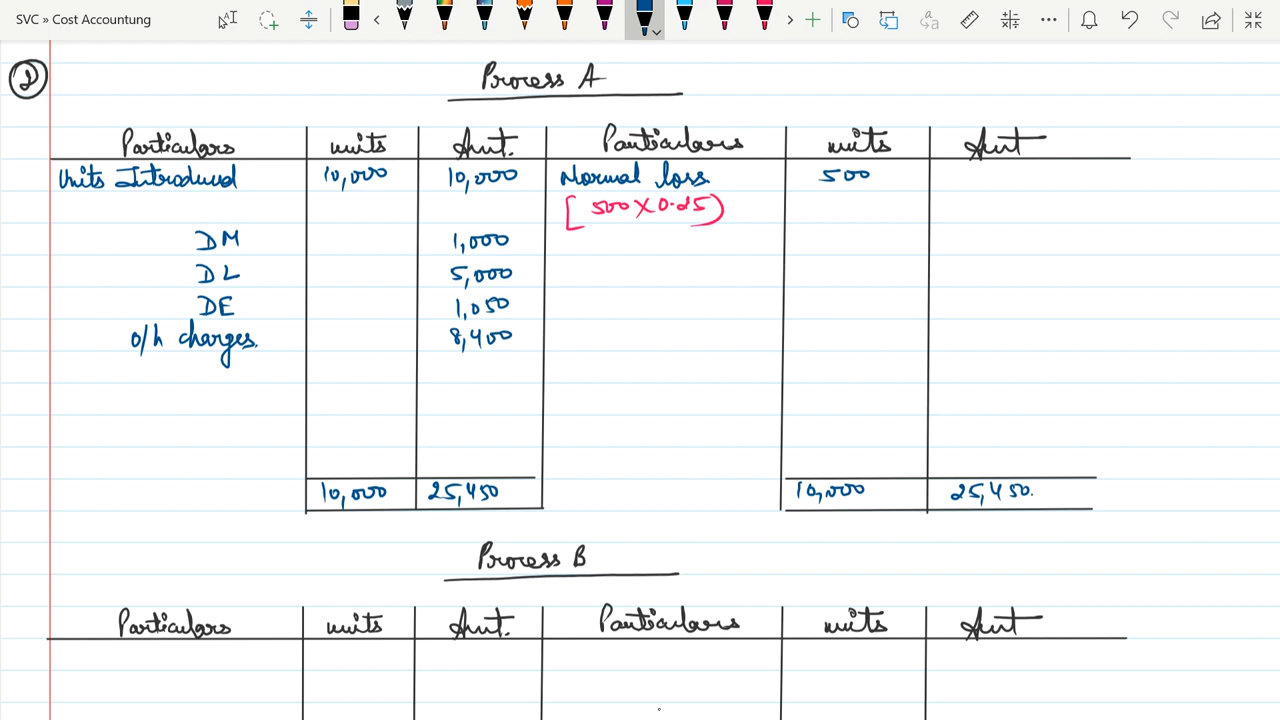 SVC » Cost Accountung
2
Process A
Particulars units Amt. Particulars units Amt
Units Introduced 10,000 10,000 Normal loss 500
[500 X 0.25)
DM 1,000
DL 5,000
DE 1,050
o/h charges. 8,400
10,000 25,450 10,000 25,450.
Process B
Particulars units Amt. Particulars units Amt